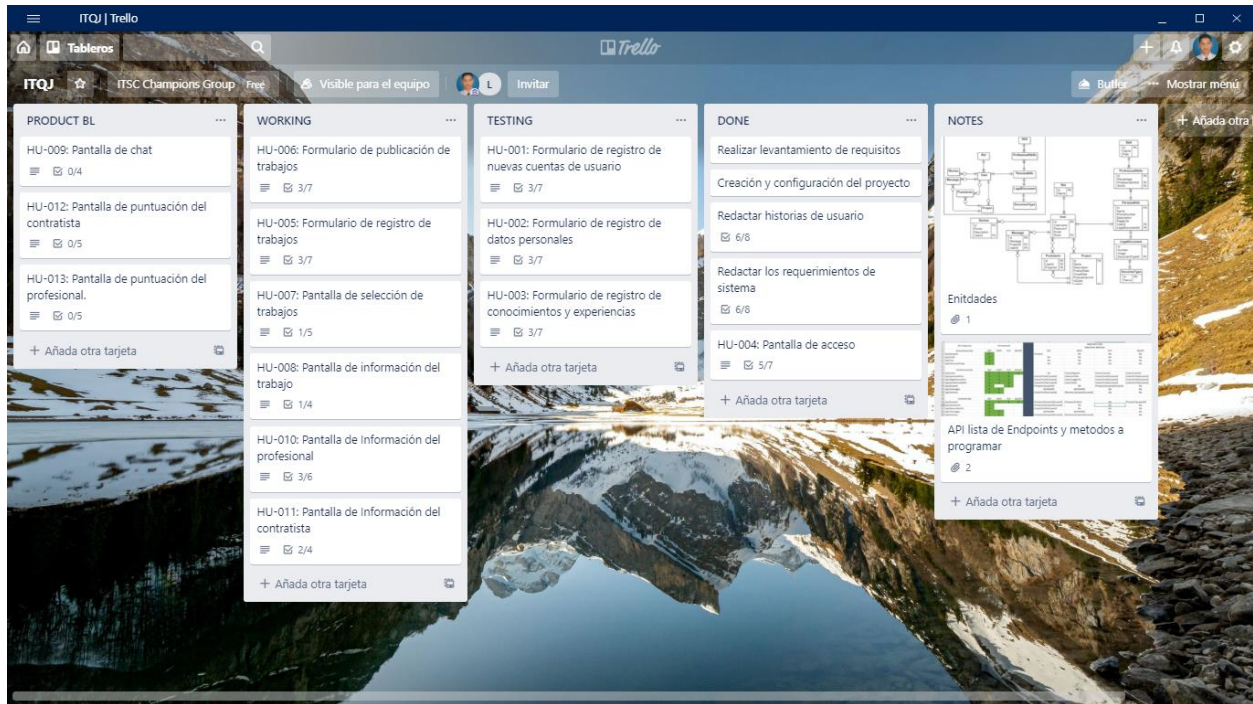 ITQJ | Trello
Tableros
Trello
ITQJ
ITSC Champions Group
Free
Visible para el equipo
L
Invitar
Butler
Mostrar menú
PRODUCT BL
HU-009: Pantalla de chat
0/4
HU-012: Pantalla de puntuación del
contratista
0/5
HU-013: Pantalla de puntuación del
profesional.
0/5
+ Añada otra tarjeta
WORKING
HU-006: Formulario de publicación de
trabajos
3/7
HU-005: Formulario de registro de
trabajos
3/7
HU-007: Pantalla de selección de
trabajos
1/5
HU-008: Pantalla de información del
trabajo
1/4
HU-010: Pantalla de Información del
profesional
3/6
HU-011: Pantalla de Información del
contratista
2/4
+ Añada otra tarjeta
TESTING
HU-001: Formulario de registro de
nuevas cuentas de usuario
3/7
HU-002: Formulario de registro de
datos personales
3/7
HU-003: Formulario de registro de
conocimientos y experiencias
3/7
+ Añada otra tarjeta
DONE
Realizar levantamiento de requisitos
Creación y configuración del proyecto
Redactar historias de usuario
6/8
Redactar los requerimientos de
sistema
6/8
HU-004: Pantalla de acceso
5/7
+ Añada otra tarjeta
NOTES
Enitdades
1
API lista de Endpoints y metodos a
programar
2
+ Añada otra tarjeta
+ Añada otra